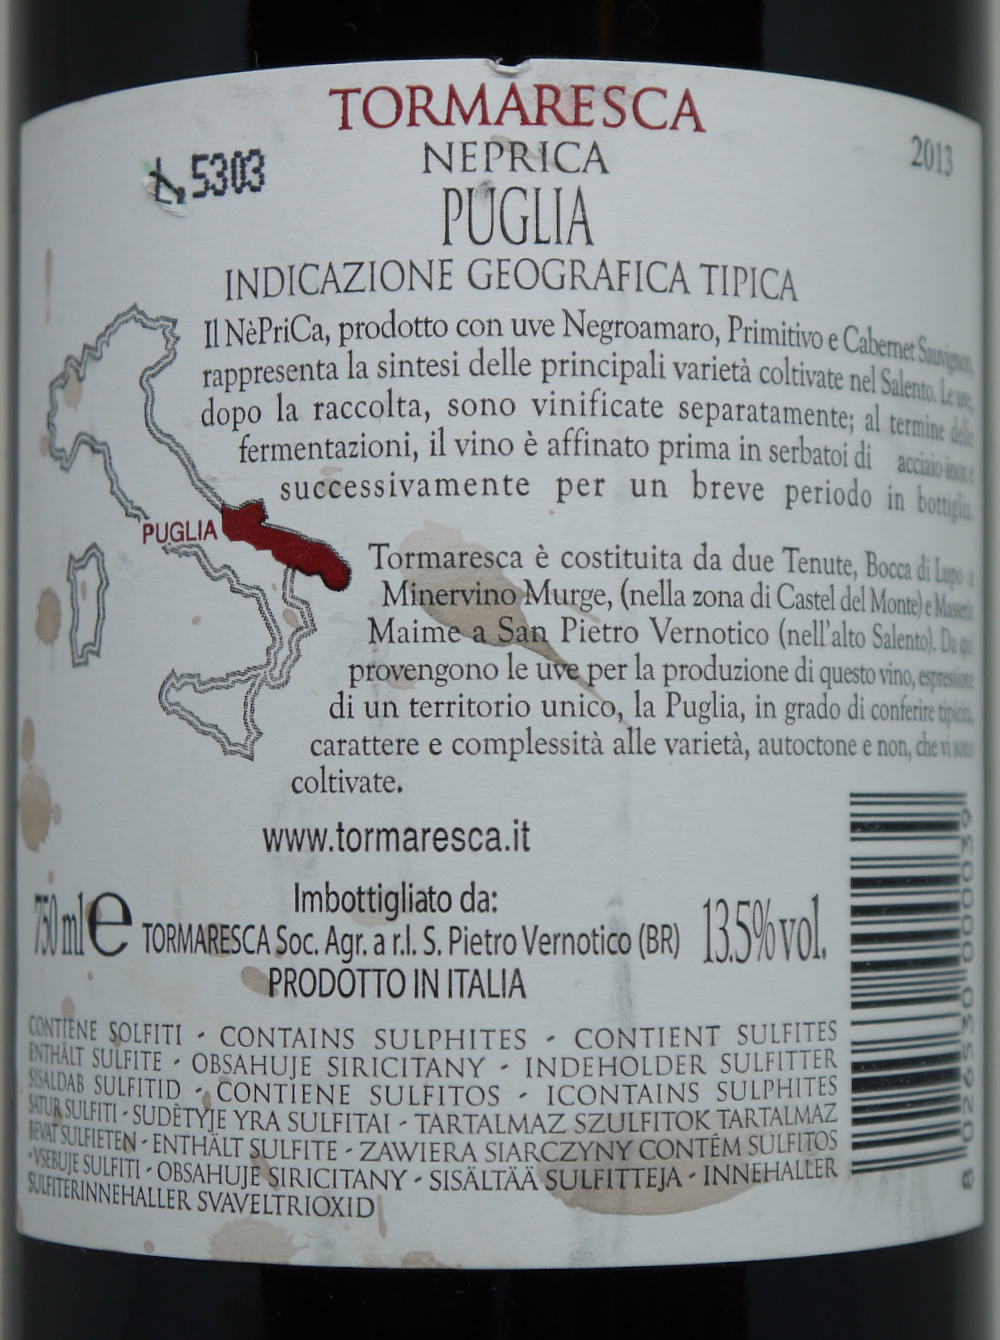 TORMARESCA
2013
L 5303
NEPRICA
PUGLIA
INDICAZIONE GEOGRAFICA TIPICA
Il NèPriCa, prodotto con uve Negroamaro, Primitivo e Cabernet Sauvignon,
rappresenta la sintesi delle principali varietà coltivate nel Salento. Le uve,
dopo la raccolta, sono vinificate separatamente; al termine delle
fermentazioni, il vino è affinato prima in serbatoi di acciaio inox e
successivamente per un breve periodo in bottiglia.
PUGLIA
Tormaresca è costituita da due Tenute, Bocca di Lupo a
Minervino Murge, (nella zona di Castel del Monte) e Masseria
Maime a San Pietro Vernotico (nell'alto Salento). Da qui
provengono le uve per la produzione di questo vino, espressione
di un territorio unico, la Puglia, in grado di conferire tipicità,
carattere e complessità alle varietà, autoctone e non, che vi sono
coltivate.
www.tormaresca.it
Imbottigliato da:
750 ml e TORMARESCA Soc. Agr. a r.l. S. Pietro Vernotico (BR) 13.5% vol.
PRODOTTO IN ITALIA
CONTIENE SOLFITI - CONTAINS SULPHITES - CONTIENT SULFITES
ENTHÄLT SULFITE - OBSAHUJE SIRICITANY - INDEHOLDER SULFITTER
SISALDAB SULFITID - CONTIENE SULFITOS - ICONTAINS SULPHITES
SATUR SULFITI - SUDĖTYJE YRA SULFITAI - TARTALMAZ SZULFITOK TARTALMAZ
BEVAT SULFIETEN - ENTHÄLT SULFITE - ZAWIERA SIARCZYNY CONTÉM SULFITOS
-VSEBUJE SULFITI - OBSAHUJE SIRICITANY - SISÄLTÄÄ SULFITTEJA - INNEHALLER
SULFITERINNEHALLER SVAVELTRIOXID
8 026530 000039